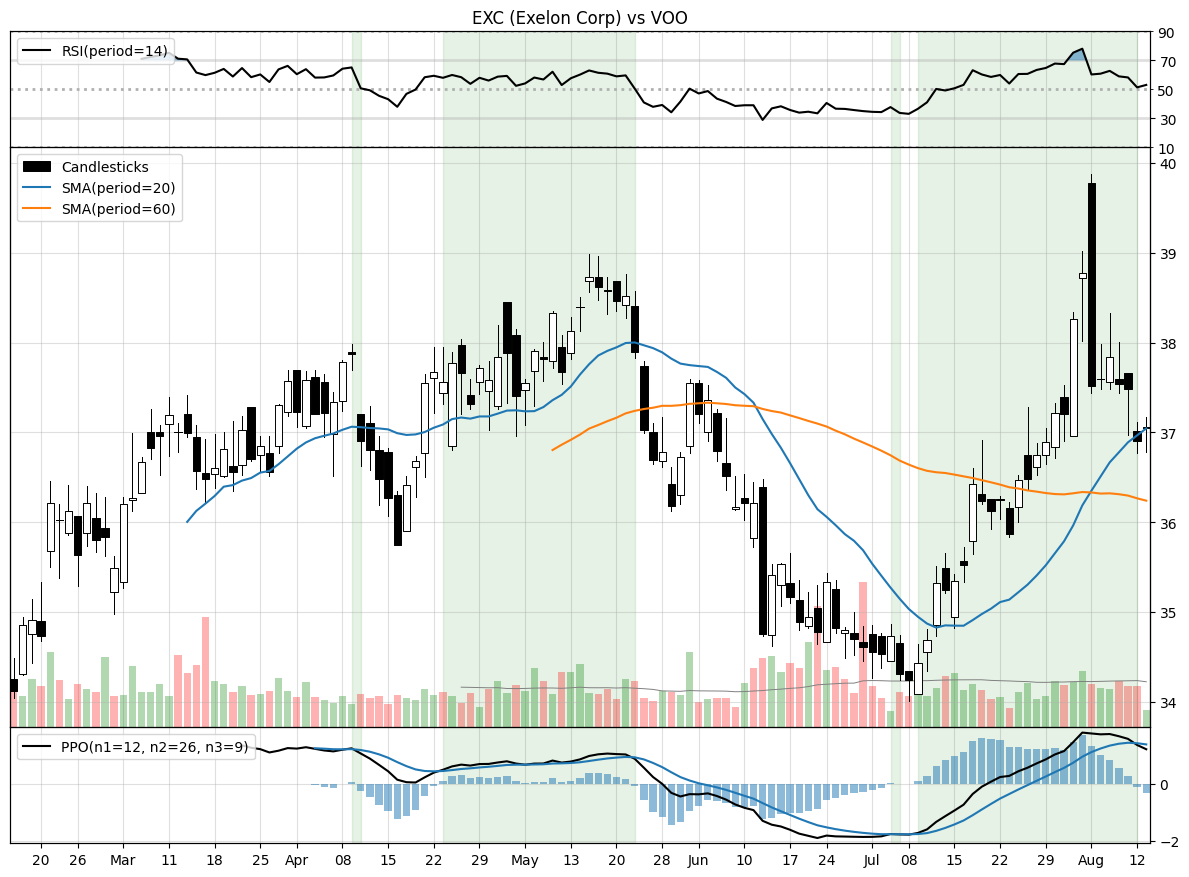 EXC (Exelon Corp) vs VOO
RSI(period=14)
90
70
50
30
10
Candlesticks
SMA(period=20)
SMA(period=60)
40
39
38
37
36
35
34
PPO(n1=12, n2=26, n3=9)
0
−2
20 26 Mar 11 18 25 Apr 08 15 22 29 May 13 20 28 Jun 10 17 24 Jul 08 15 22 29 Aug 12